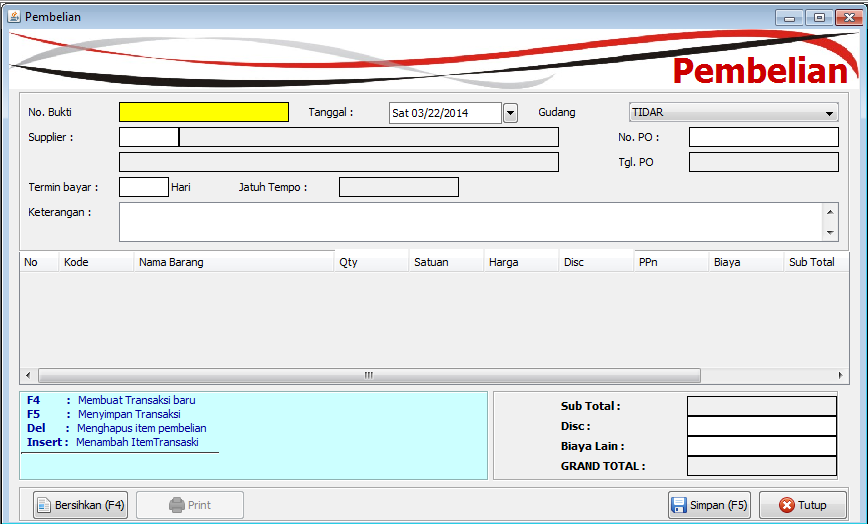 Pembelian
Pembelian
No. Bukti Tanggal : Sat 03/22/2014 Gudang TIDAR
Supplier : No. PO :
Tgl. PO
Termin bayar : Hari Jatuh Tempo :
Keterangan :
No Kode Nama Barang Qty Satuan Harga Disc PPn Biaya Sub Total
F4 : Membuat Transaksi baru
F5 : Menyimpan Transaksi
Del : Menghapus item pembelian
Insert : Menambah ItemTransaski
Sub Total :
Disc :
Biaya Lain :
GRAND TOTAL :
Bersihkan (F4) Print Simpan (F5) Tutup